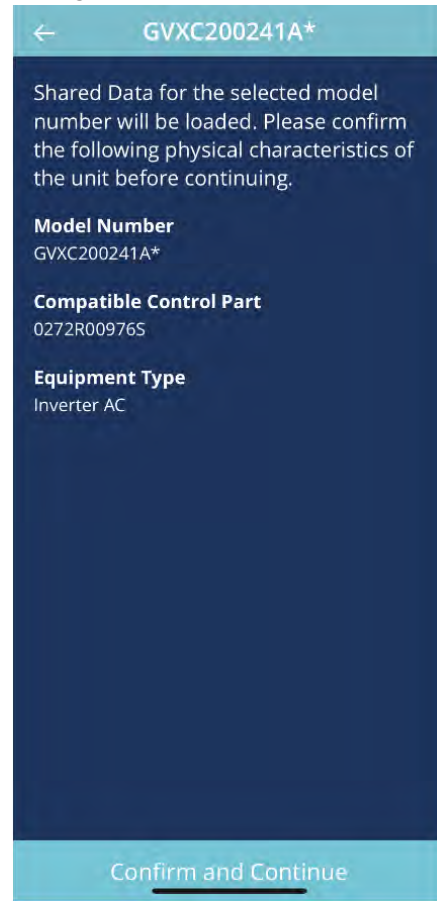 GVXC200241A*
Shared Data for the selected model
number will be loaded. Please confirm
the following physical characteristics of
the unit before continuing.
Model Number
GVXC200241A*
Compatible Control Part
0272R00976S
Equipment Type
Inverter AC
Confirm and Continue